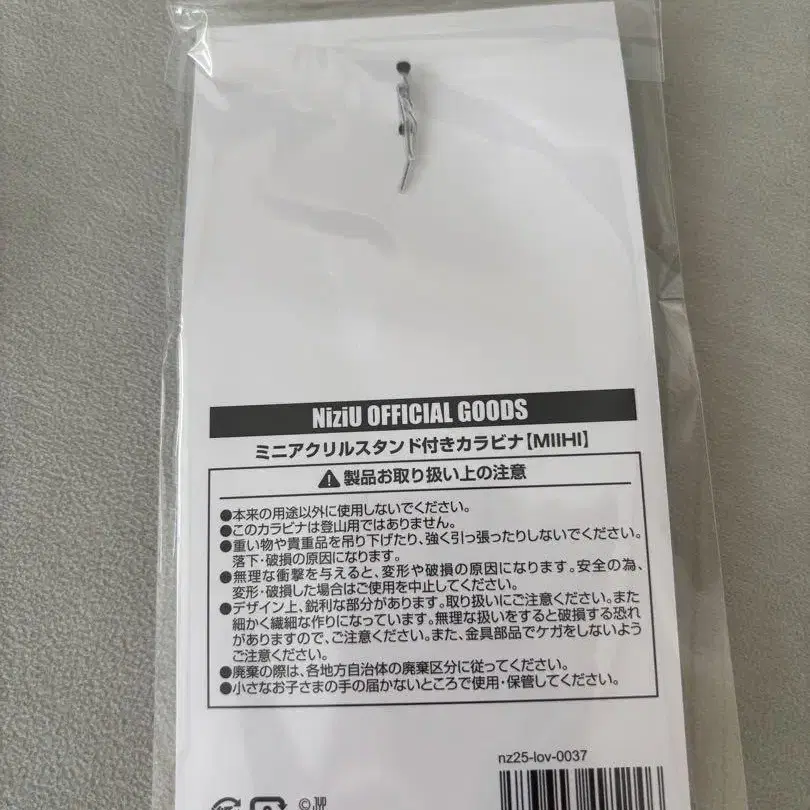 NiziU OFFICIAL GOODS
ミニアクリルスタンド付きカラビナ【MIIHI】
製品お取り扱い上の注意
●本来の用途以外に使用しないでください。
●このカラビナは登山用ではありません。
●重い物や貴重品を吊り下げたり、強く引っ張ったりしないでください。
落下・破損の原因になります。
●無理な衝撃を与えると、変形や破損の原因になります。安全の為、
変形・破損した場合はご使用を中止してください。
●デザイン上、鋭利な部分があります。取り扱いにご注意ください。また
細かく繊細な作りになっています。無理な扱いをすると破損する恐れ
がありますので、ご注意ください。また、金具部品でケガをしないよう
ご注意ください。
●廃棄の際は、各地方自治体の廃棄区分に従ってください。
●小さなお子さまの手の届かないところで使用・保管してください。
nz25-lov-0037